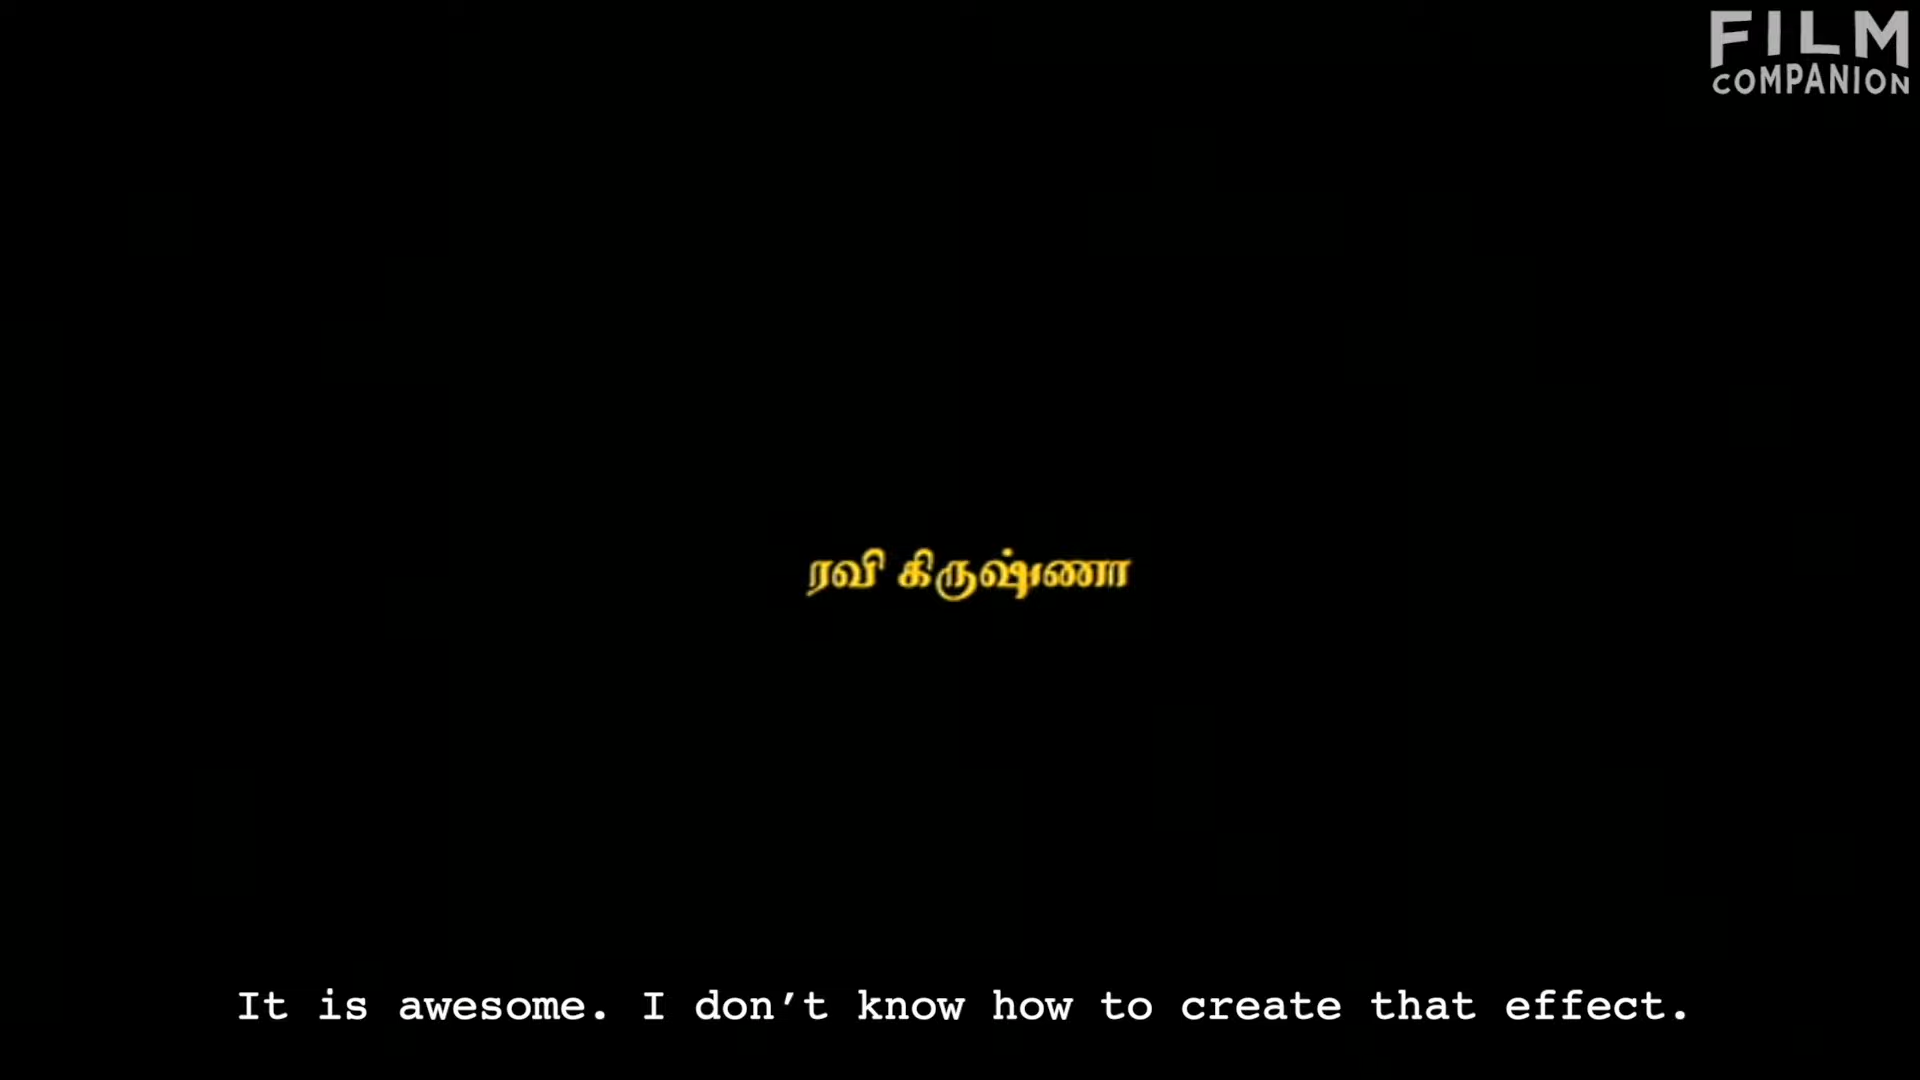 FILM
COMPANION
ரவி கிருஷ்ணா
It is awesome. I don’t know how to create that effect.